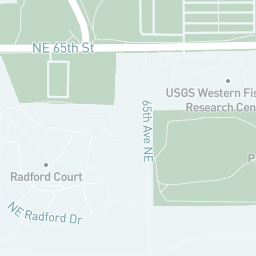 NE 65th St
USGS Western Fis
Research Cen
65th Ave NE
Radford Court
P
NE Radford Dr